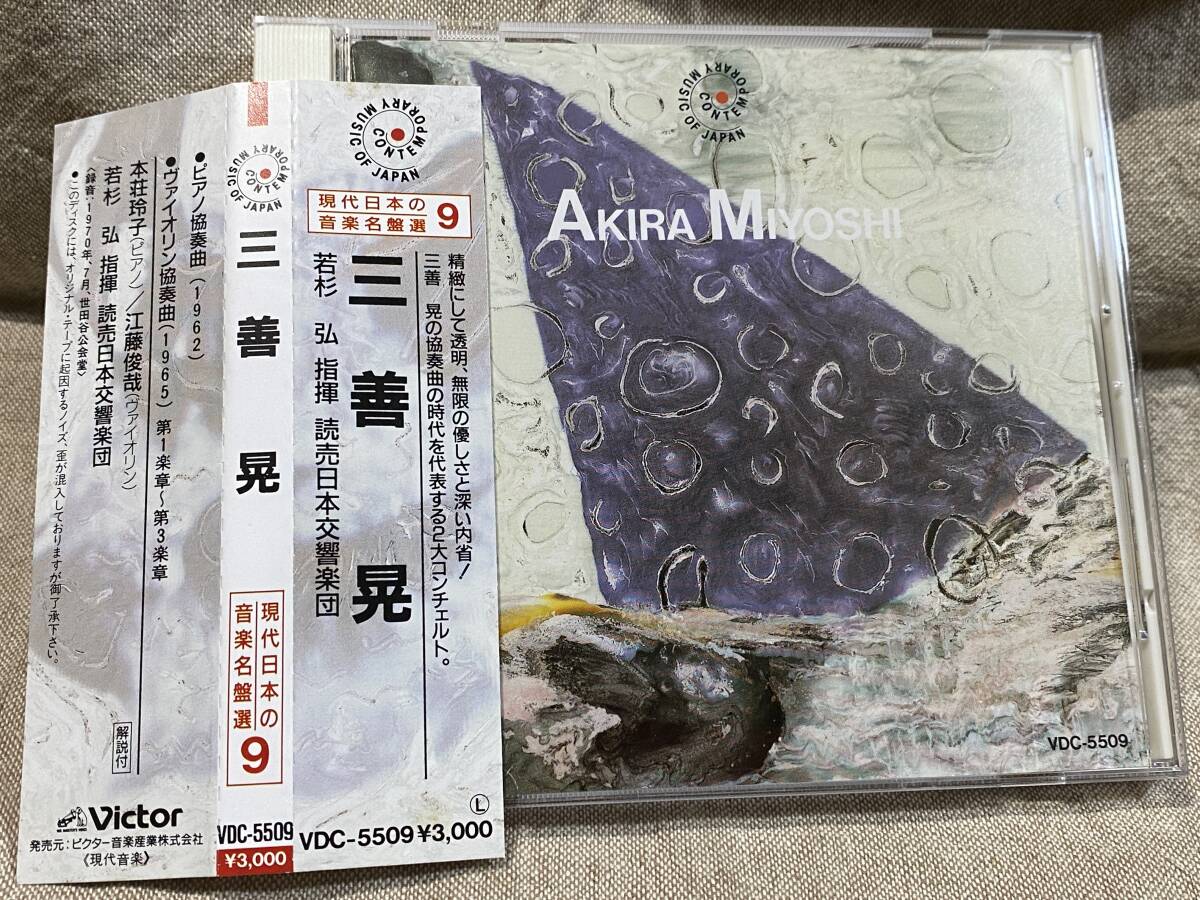 ●ピアノ協奏曲(1962)
●ヴァイオリン協奏曲(1965) 第1楽章~第3楽章
本荘玲子(ピアノ)/江藤俊哉(ヴァイオリン)
若杉 弘 指揮 読売日本交響楽団
〈録音:1970年、7月、世田谷公会堂〉
●このディスクには、オリジナル・テープに起因するノイズ、歪が混入しておりますが御了承下さい。
解説付
HIS MASTER'S VOICE
Victor
発売元:ビクター音楽産業株式会社
《現代音楽》
CONTEMPORARY
MUSIC OF JAPAN
三善 晃
現代日本の
音楽名盤選
9
VDC-5509
¥3,000
CONTEMPORARY
MUSIC OF JAPAN
現代日本の
音楽名盤選 9
精緻にして透明、無限の優しさと深い内省!
三善 晃の協奏曲の時代を代表する2大コンチェルト。
三善 晃
若杉 弘 指揮 読売日本交響楽団
L
VDC-5509 ¥3,000
CONTEMPORARY
MUSIC OF JAPAN
AKIRA MIYOSHI
VDC-5509